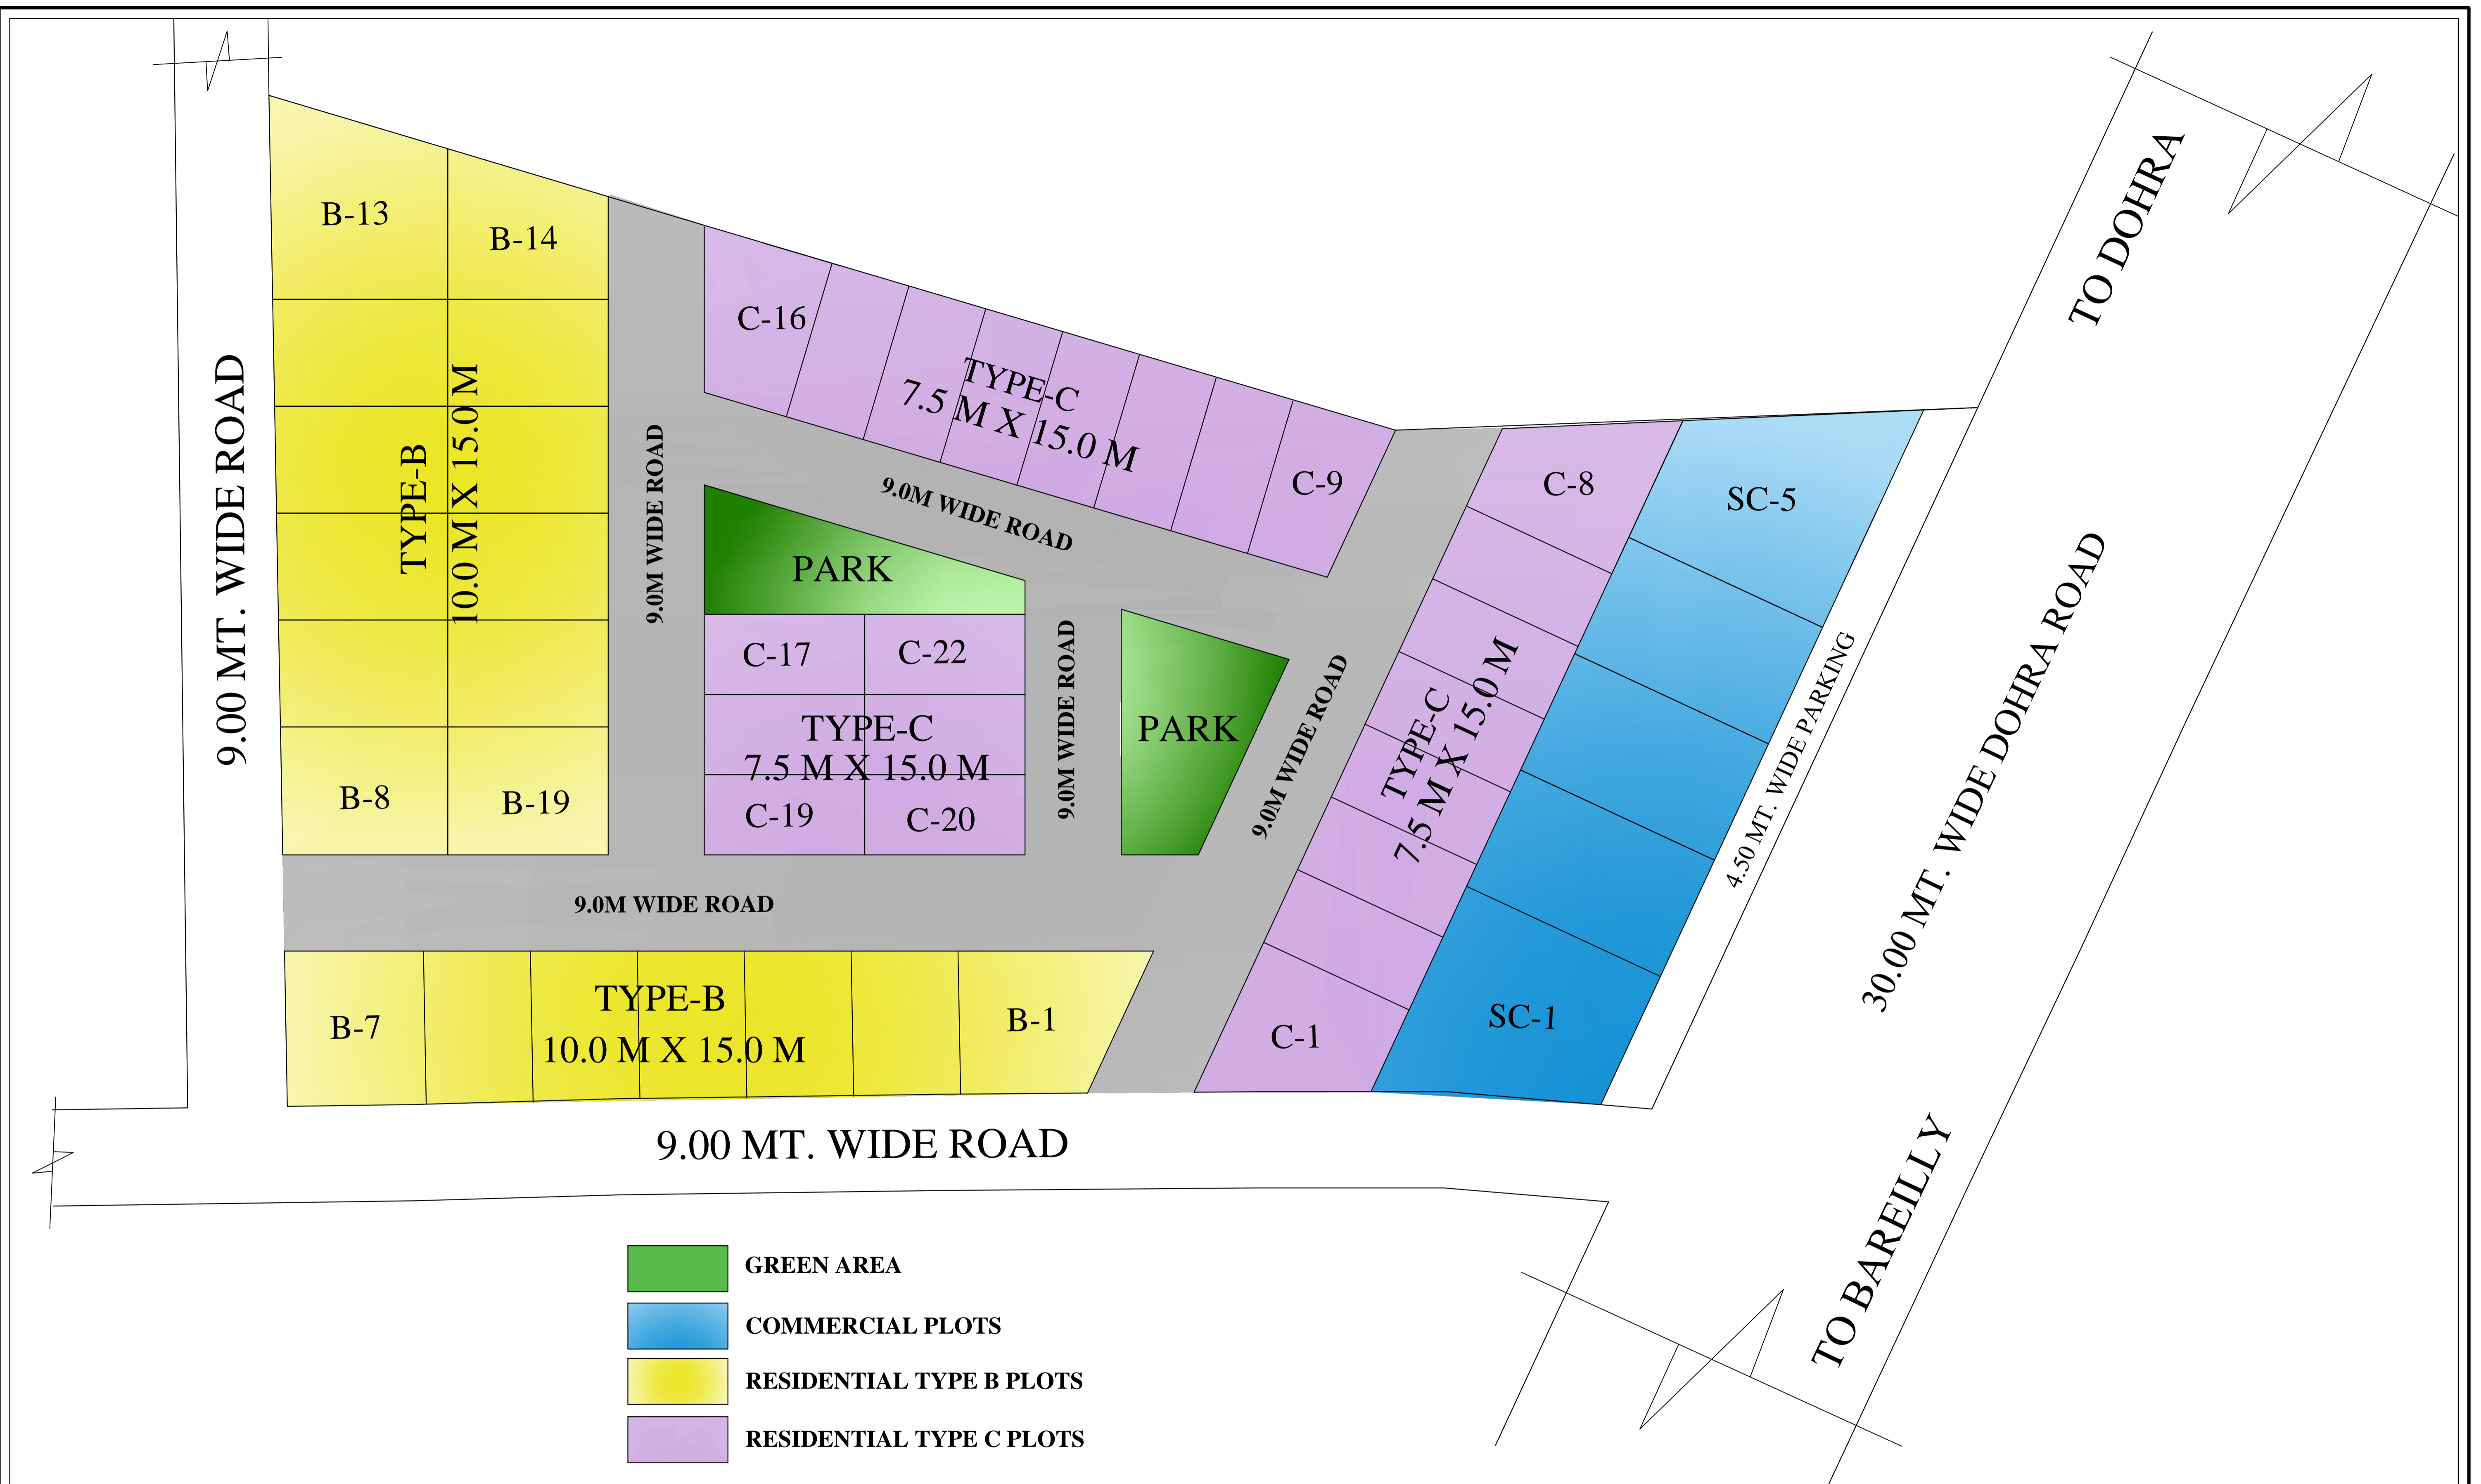 B-13
B-14
9.00 MT. WIDE ROAD
TYPE-B
10.0 M X 15.0 M
B-8
B-19
9.0M WIDE ROAD
C-16
TYPE-C
7.5 M X 15.0 M
C-9
9.0M WIDE ROAD
PARK
C-17
C-22
TYPE-C
7.5 M X 15.0 M
C-19
C-20
9.0M WIDE ROAD
PARK
9.0M WIDE ROAD
C-8
TYPE-C
7.5 M X 15.0 M
C-1
SC-5
SC-1
4.50 MT. WIDE PARKING
30.00 MT. WIDE DOHRA ROAD
TO DOHRA
TO BAREILLY
9.0M WIDE ROAD
B-7
TYPE-B
10.0 M X 15.0 M
B-1
9.00 MT. WIDE ROAD
GREEN AREA
COMMERCIAL PLOTS
RESIDENTIAL TYPE B PLOTS
RESIDENTIAL TYPE C PLOTS